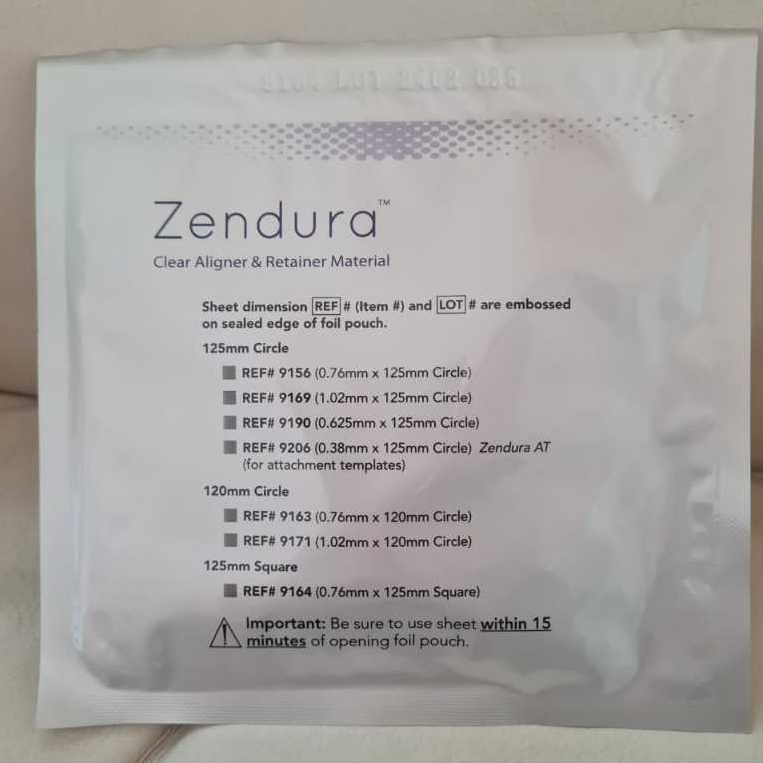 9164 LOT 2402 036
Zendura™
Clear Aligner & Retainer Material
Sheet dimension REF # (Item #) and LOT # are embossed
on sealed edge of foil pouch.
125mm Circle
REF# 9156 (0.76mm x 125mm Circle)
REF# 9169 (1.02mm x 125mm Circle)
REF# 9190 (0.625mm x 125mm Circle)
REF# 9206 (0.38mm x 125mm Circle) Zendura AT
(for attachment templates)
120mm Circle
REF# 9163 (0.76mm x 120mm Circle)
REF# 9171 (1.02mm x 120mm Circle)
125mm Square
REF# 9164 (0.76mm x 125mm Square)
Important: Be sure to use sheet within 15
minutes of opening foil pouch.